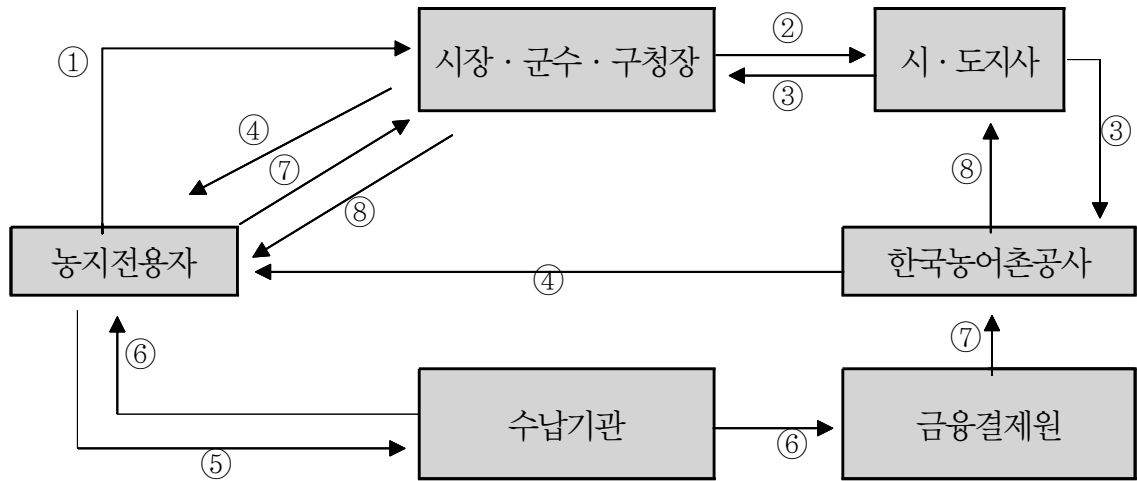 ①
시장 · 군수 · 구청장
②
③
시 · 도지사
④
⑦
⑧
⑧
③
농지전용자
④
한국농어촌공사
⑥
⑦
수납기관
금융결제원
⑤
⑥